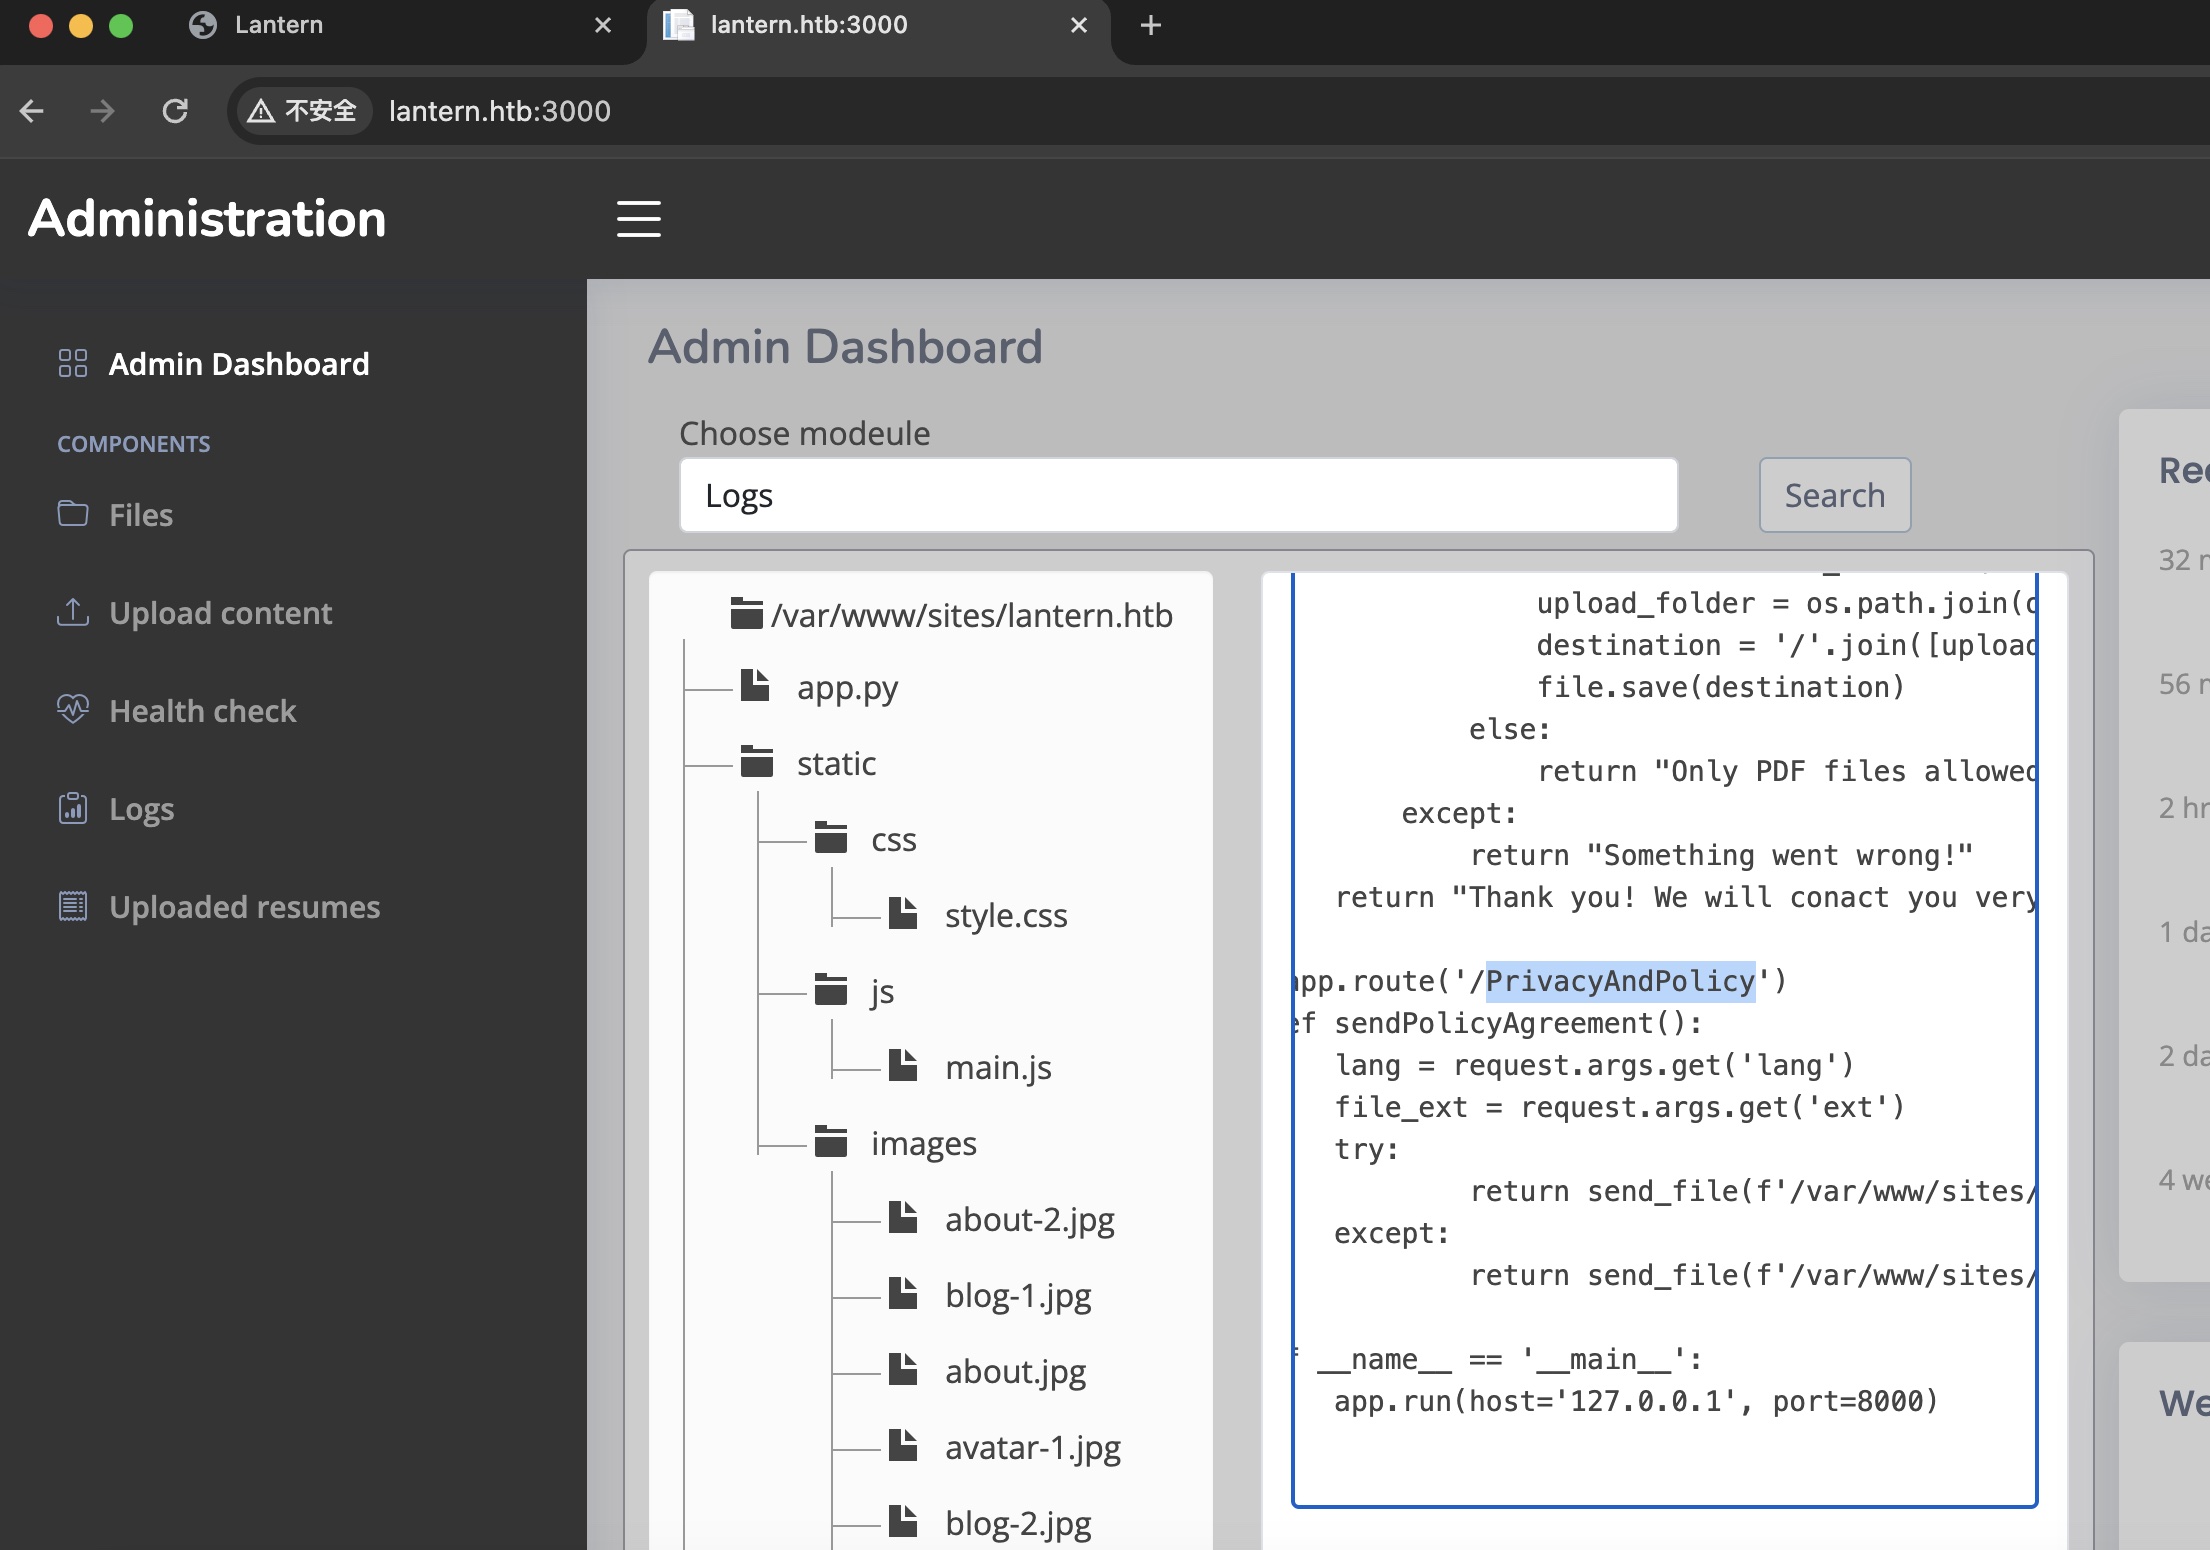 Lantern
lantern.htb:3000
不安全
lantern.htb:3000
Administration
Admin Dashboard
COMPONENTS
Files
Upload content
Health check
Logs
Uploaded resumes
Admin Dashboard
Choose modeule
Logs
Search
/var/www/sites/lantern.htb
app.py
static
css
style.css
js
main.js
images
about-2.jpg
blog-1.jpg
about.jpg
avatar-1.jpg
blog-2.jpg
upload_folder = os.path.join(
destination = '/'.join([upload
file.save(destination)
else:
return "Only PDF files allowed
except:
return "Something went wrong!"
return "Thank you! We will conact you very
app.route('/PrivacyAndPolicy')
ef sendPolicyAgreement():
lang = request.args.get('lang')
file_ext = request.args.get('ext')
try:
return send_file(f'/var/www/sites/
except:
return send_file(f'/var/www/sites/
__name__ == '__main__':
app.run(host='127.0.0.1', port=8000)
Rec
32 m
56 m
2 hr
1 da
2 da
4 we
We